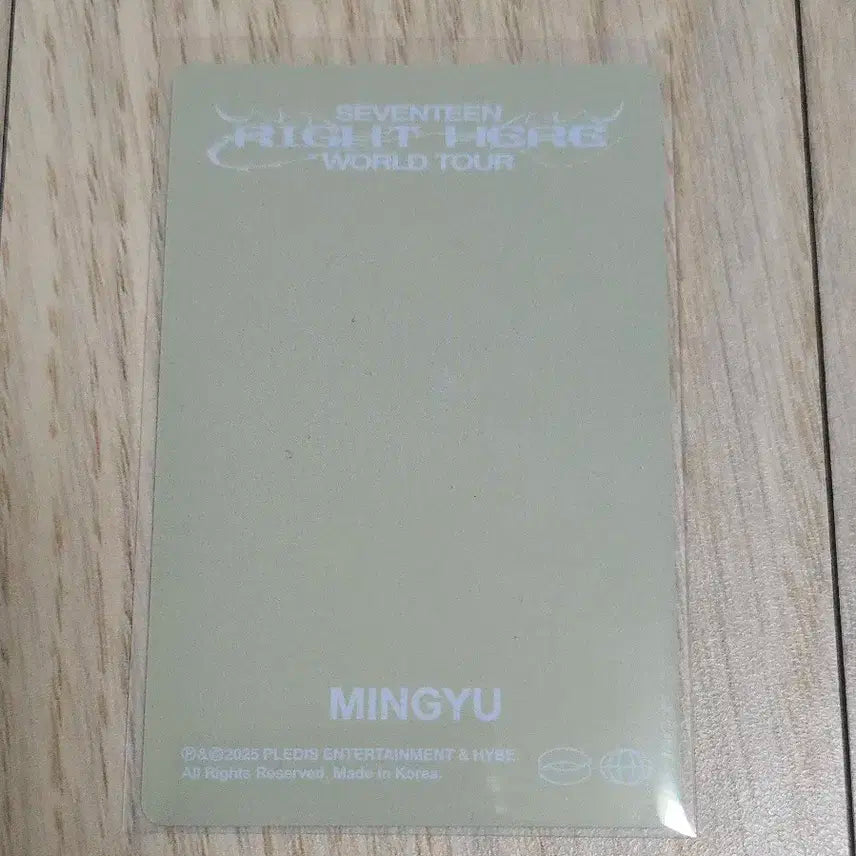 SEVENTEEN
RIGHT HERE
WORLD TOUR
MINGYU
℗&©2025 PLEDIS ENTERTAINMENT & HYBE.
All Rights Reserved. Made in Korea.